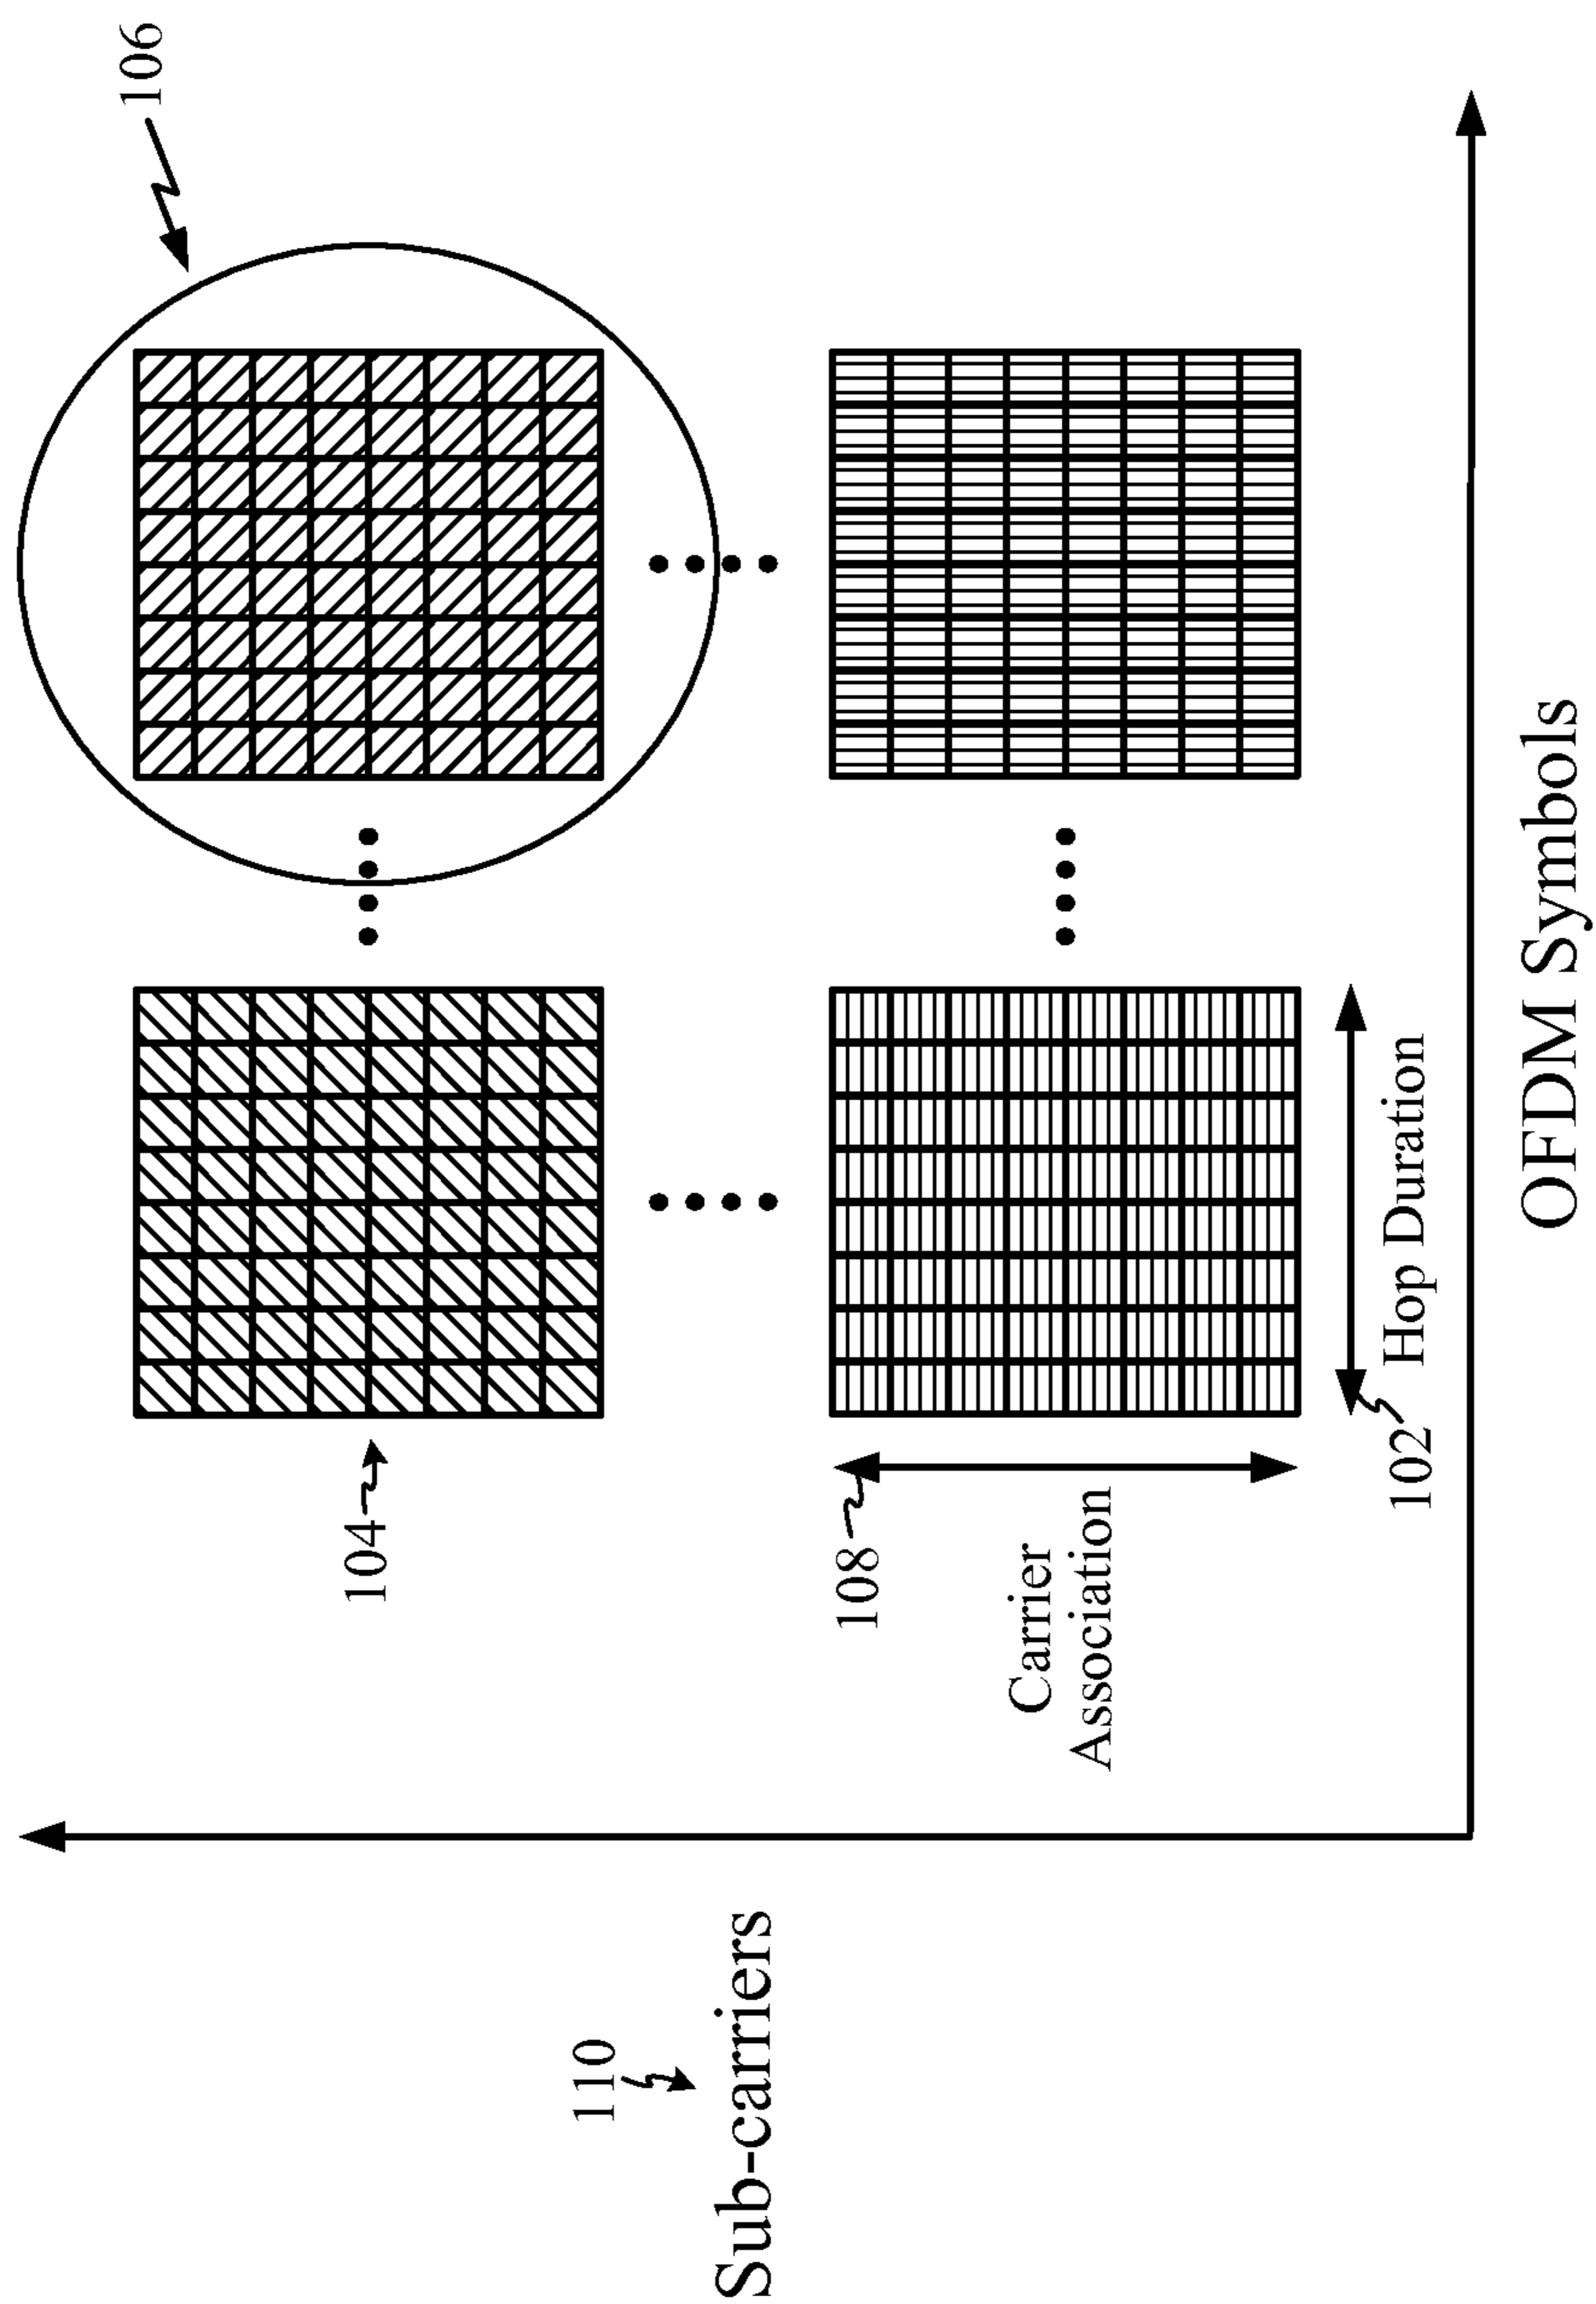 106
104
108
Carrier
Association
102
Hop Duration
110
Sub-carriers
OFDM Symbols